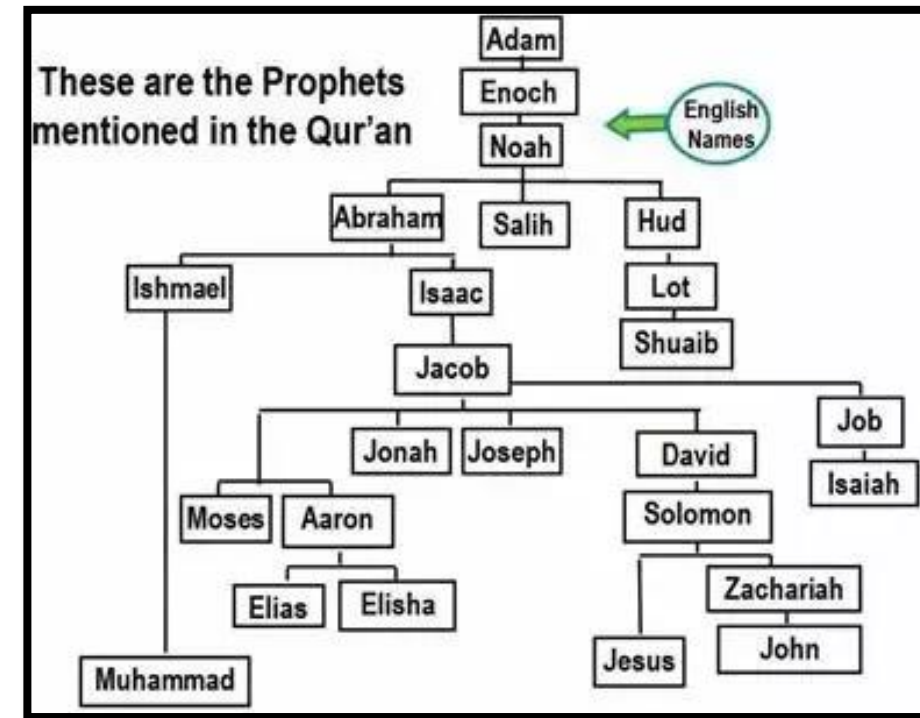 Adam
These are the Prophets
mentioned in the Qur'an
Enoch
English
Names
Noah
Abraham
Salih
Hud
Ishmael
Isaac
Lot
Shuaib
Jacob
Job
Jonah
Joseph
David
Isaiah
Moses
Aaron
Solomon
Elias
Elisha
Zachariah
Jesus
John
Muhammad